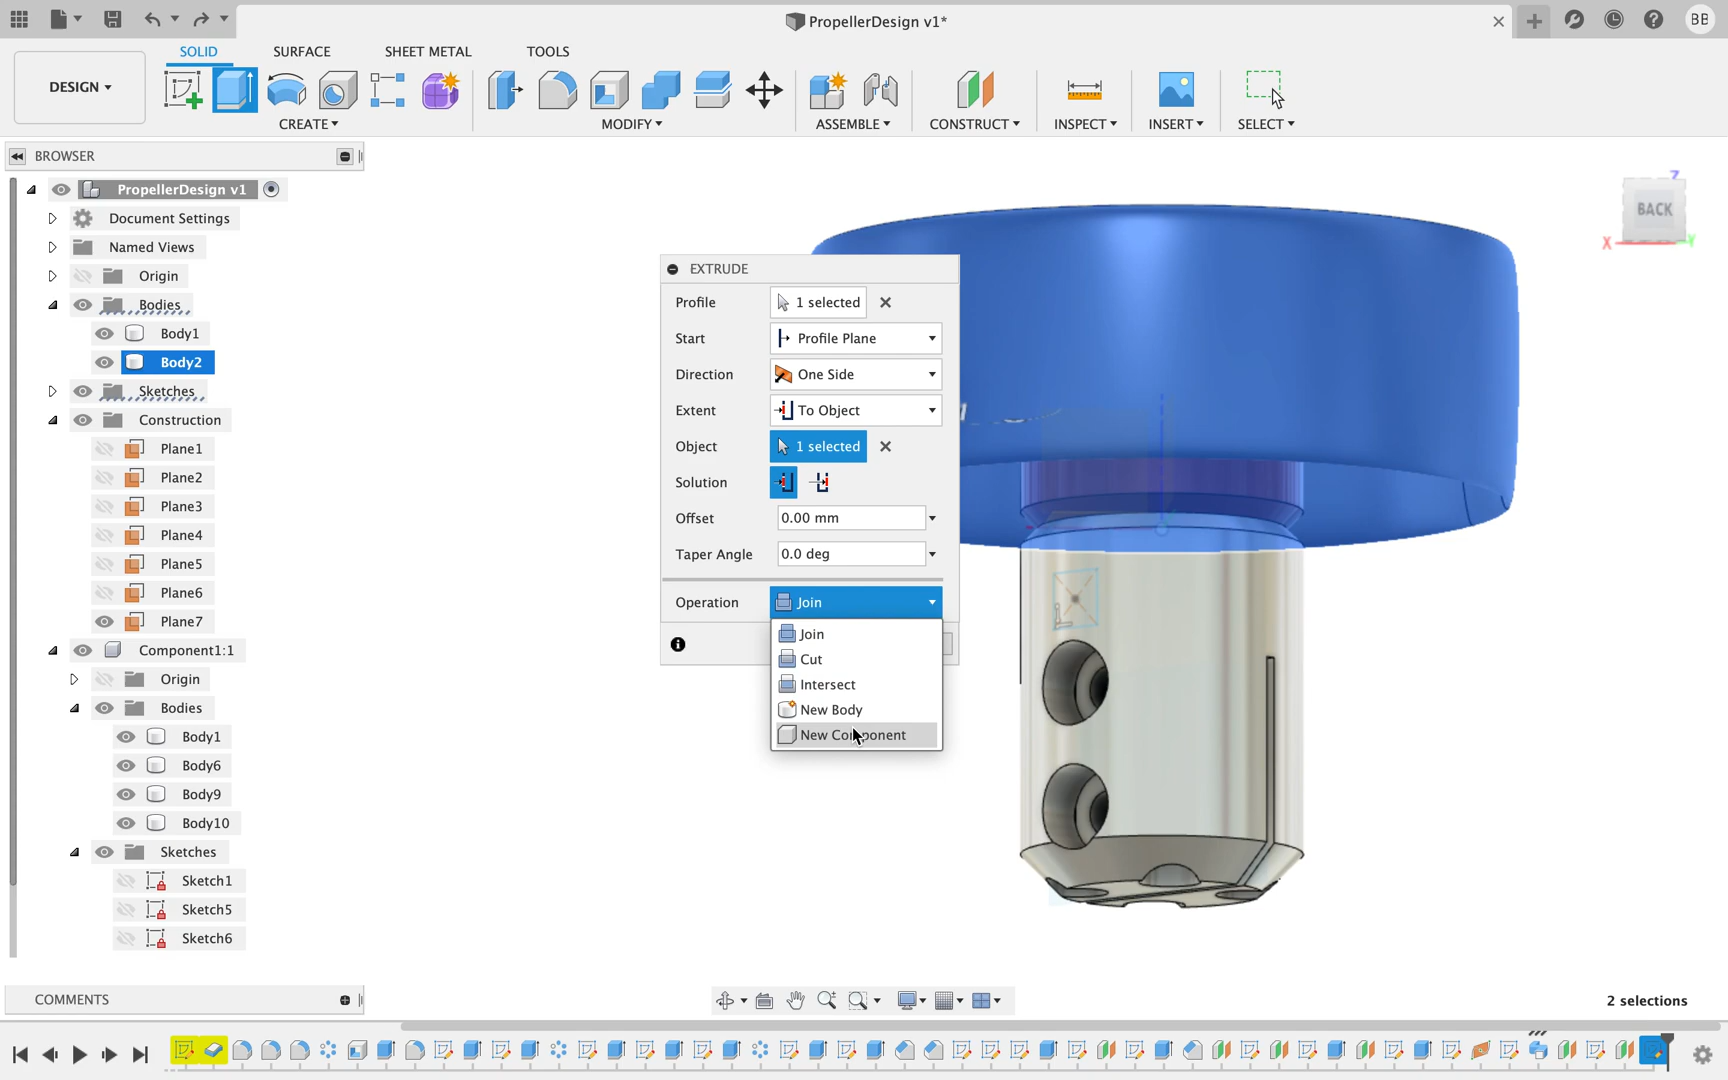 PropellerDesign v1*
BB
SOLID
SURFACE
SHEET METAL
TOOLS
DESIGN
CREATE
MODIFY
ASSEMBLE
CONSTRUCT
INSPECT
INSERT
SELECT
BROWSER
PropellerDesign v1
Document Settings
Named Views
Origin
Bodies
Body1
Body2
Sketches
Construction
Plane1
Plane2
Plane3
Plane4
Plane5
Plane6
Plane7
Component1:1
Origin
Bodies
Body1
Body6
Body9
Body10
Sketches
Sketch1
Sketch5
Sketch6
COMMENTS
EXTRUDE
Profile
1 selected
Start
Profile Plane
Direction
One Side
Extent
To Object
Object
1 selected
Solution
Offset
0.00 mm
Taper Angle
0.0 deg
Operation
Join
Join
Cut
Intersect
New Body
New Component
Z
BACK
X
Y
2 selections